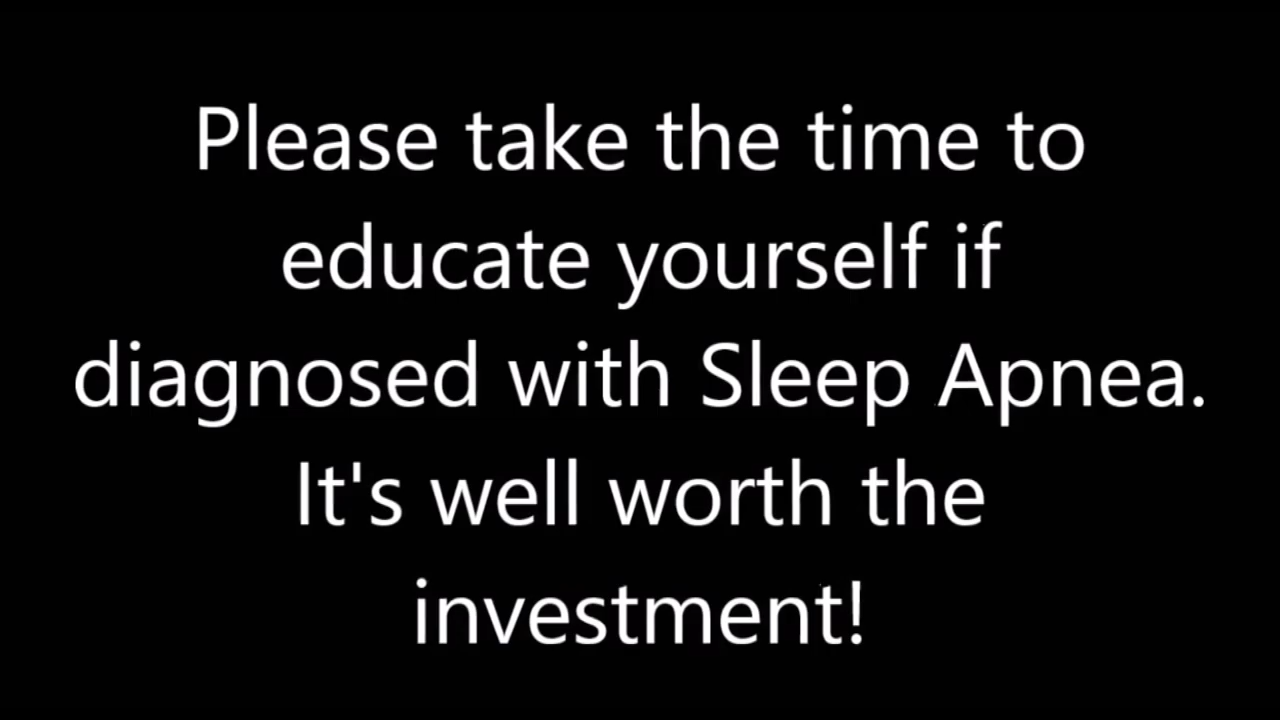 Please take the time to
educate yourself if
diagnosed with Sleep Apnea.
It's well worth the
investment!